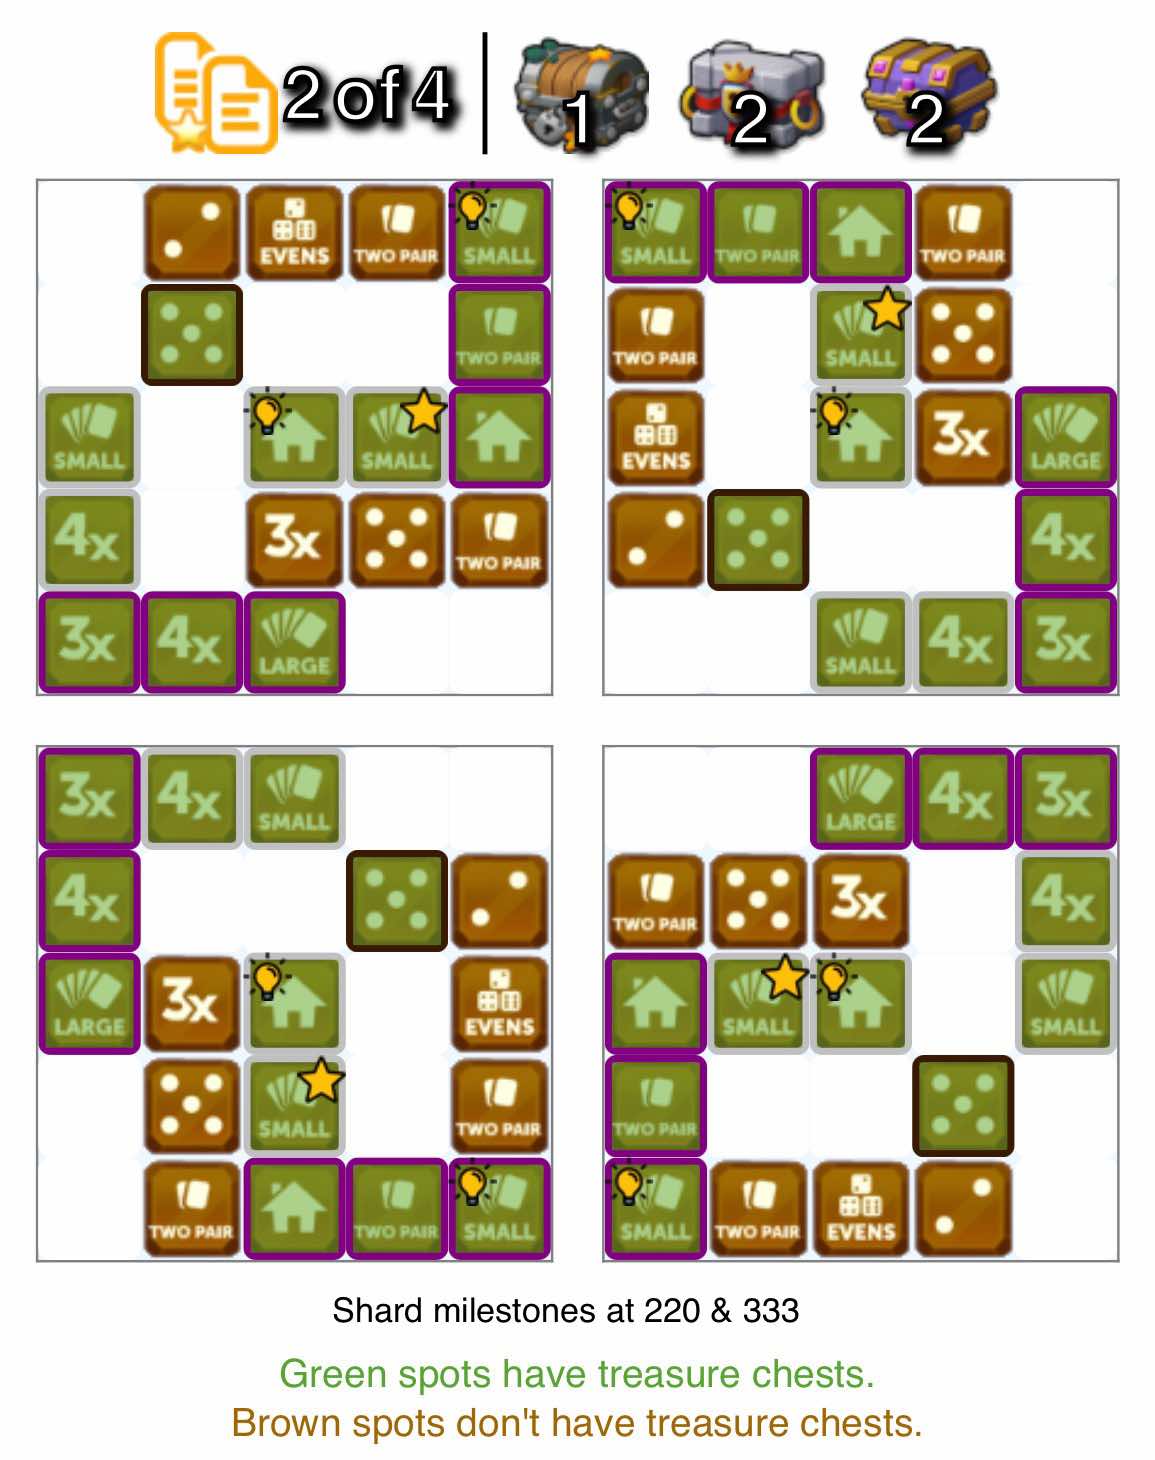 2 of 4 1 2 2
EVENS TWO PAIR SMALL
TWO PAIR
SMALL SMALL
4x 3x TWO PAIR
3x 4x LARGE
SMALL TWO PAIR TWO PAIR
TWO PAIR SMALL
EVENS 3x LARGE
4x
SMALL 4x 3x
3x 4x SMALL
4x
LARGE 3x EVENS
SMALL TWO PAIR
TWO PAIR TWO PAIR SMALL
LARGE 4x 3x
TWO PAIR 3x 4x
SMALL SMALL
TWO PAIR
SMALL TWO PAIR EVENS
Shard milestones at 220 & 333
Green spots have treasure chests.
Brown spots don't have treasure chests.